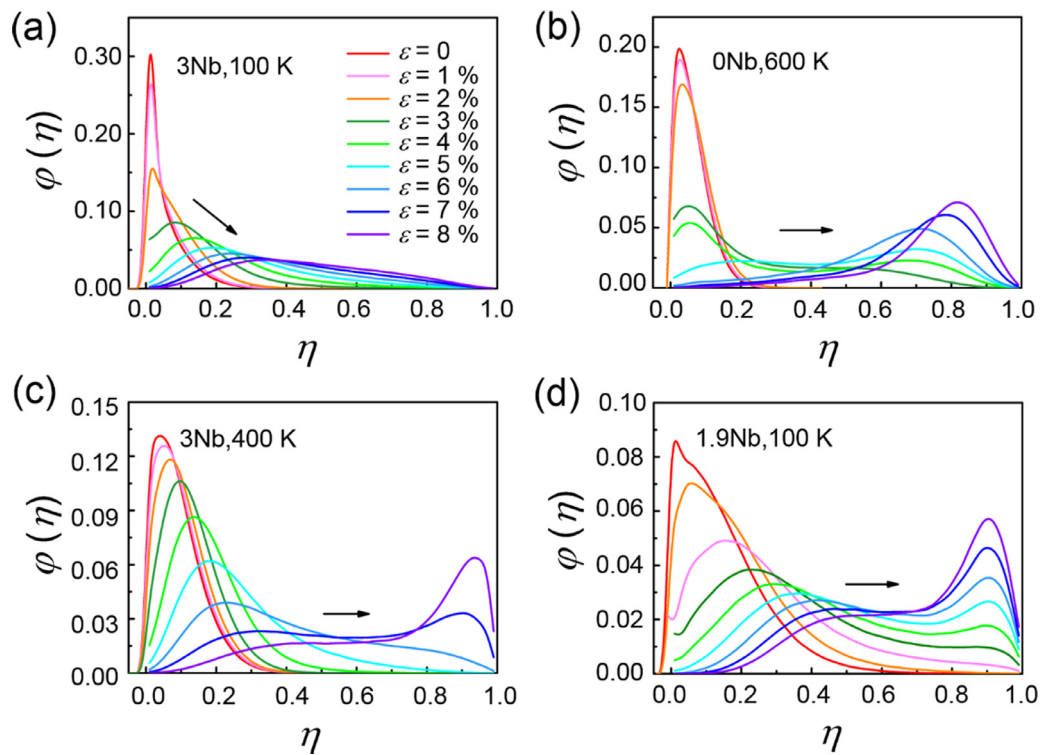 (a)
3Nb,100 K
ε = 0
ε = 1 %
ε = 2 %
ε = 3 %
ε = 4 %
ε = 5 %
ε = 6 %
ε = 7 %
ε = 8 %
0.30
0.20
0.10
0.00
φ (η)
0.0 0.2 0.4 0.6 0.8 1.0
η
(b)
0Nb,600 K
0.20
0.15
0.10
0.05
0.00
φ (η)
0.0 0.2 0.4 0.6 0.8 1.0
η
(c)
3Nb,400 K
0.15
0.12
0.09
0.06
0.03
0.00
φ (η)
0.0 0.2 0.4 0.6 0.8 1.0
η
(d)
1.9Nb,100 K
0.10
0.08
0.06
0.04
0.02
0.00
φ (η)
0.0 0.2 0.4 0.6 0.8 1.0
η